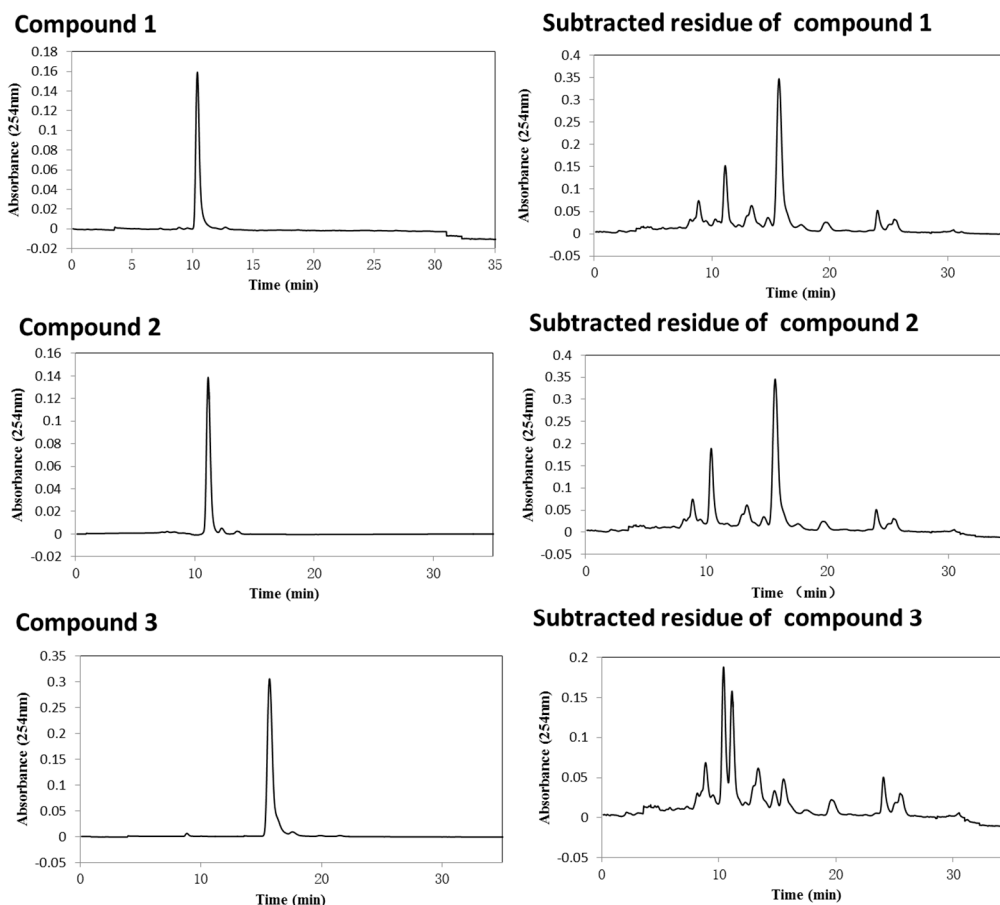 Compound 1
Absorbance (254nm)
0.18
0.16
0.14
0.12
0.1
0.08
0.06
0.04
0.02
0
-0.02
0 5 10 15 20 25 30 35
Time (min)
Subtracted residue of compound 1
Absorbance (254nm)
0.4
0.35
0.3
0.25
0.2
0.15
0.1
0.05
0
-0.05
0 10 20 30
Time (min)
Compound 2
Absorbance (254nm)
0.16
0.14
0.12
0.1
0.08
0.06
0.04
0.02
0
-0.02
0 10 20 30
Time (min)
Subtracted residue of compound 2
Absorbance (254nm)
0.4
0.35
0.3
0.25
0.2
0.15
0.1
0.05
0
-0.05
0 10 20 30
Time （min）
Compound 3
Absorbance (254nm)
0.35
0.3
0.25
0.2
0.15
0.1
0.05
0
-0.05
0 10 20 30
Time (min)
Subtracted residue of compound 3
Absorbance (254nm)
0.2
0.15
0.1
0.05
0
-0.05
0 10 20 30
Time (min)